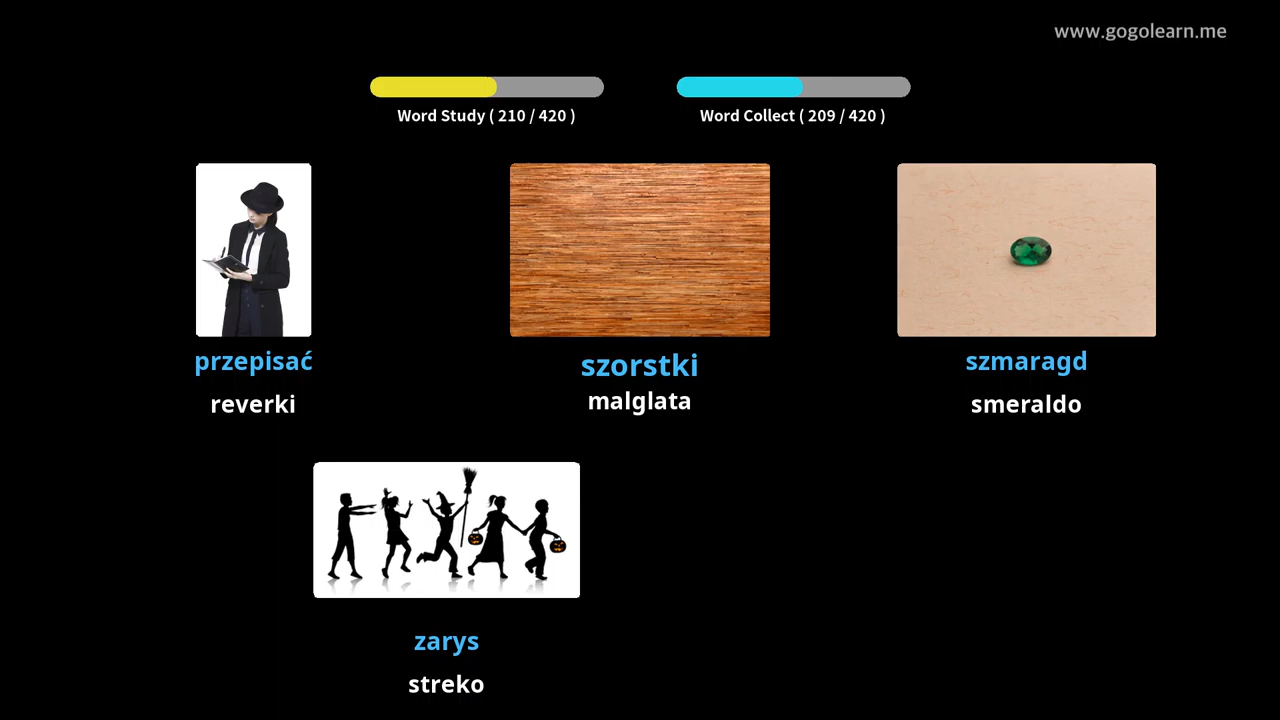 www.gogolearn.me
Word Study ( 210 / 420 )
Word Collect ( 209 / 420 )
przepisać
reverki
szorstki
malglata
szmaragd
smeraldo
zarys
streko